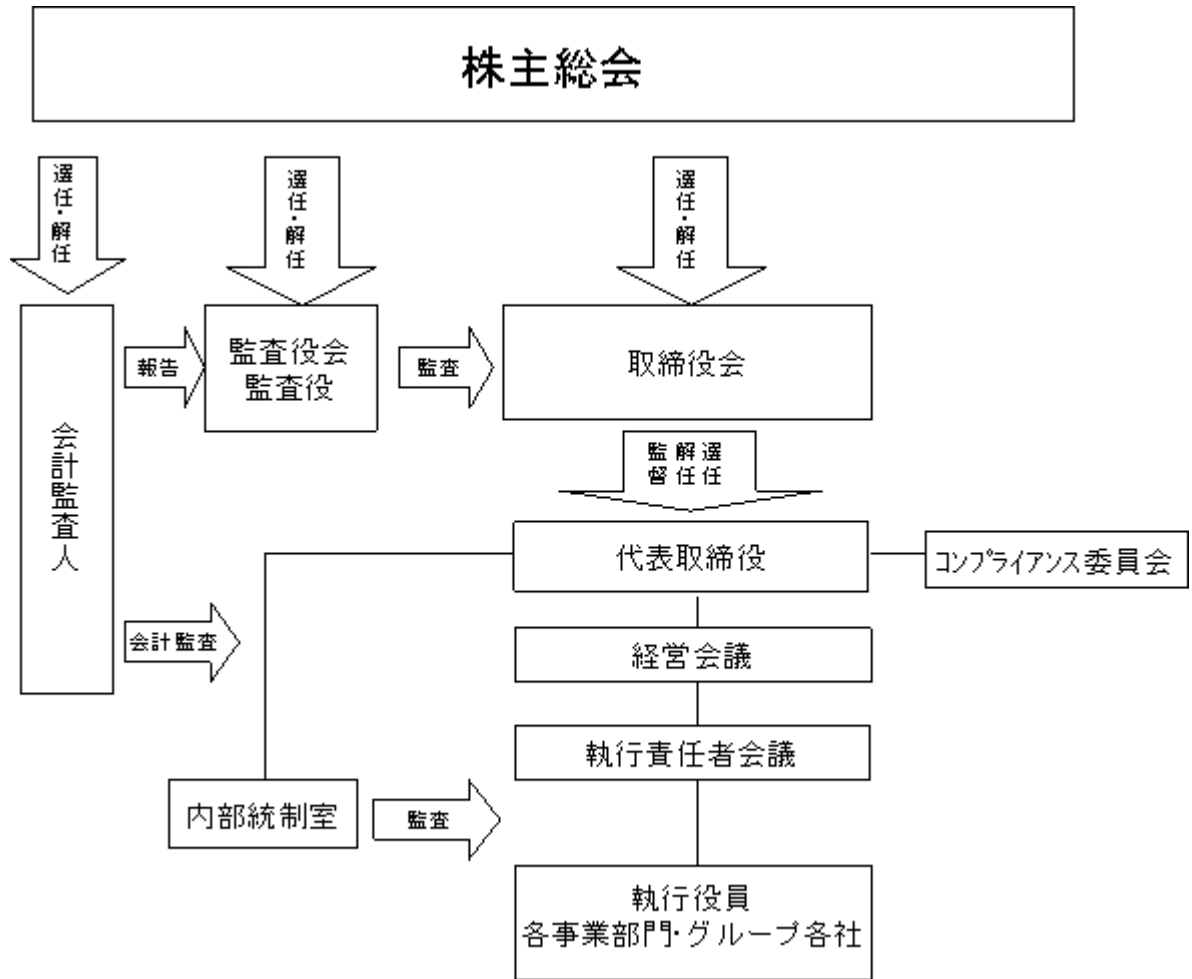 株主総会
選任・解任
選任・解任
選任・解任
会計監査人
報告
監査役会
監査役
監査
取締役会
選任
解任
監督
代表取締役
コンプライアンス委員会
会計監査
経営会議
執行責任者会議
内部統制室
監査
執行役員
各事業部門・グループ各社